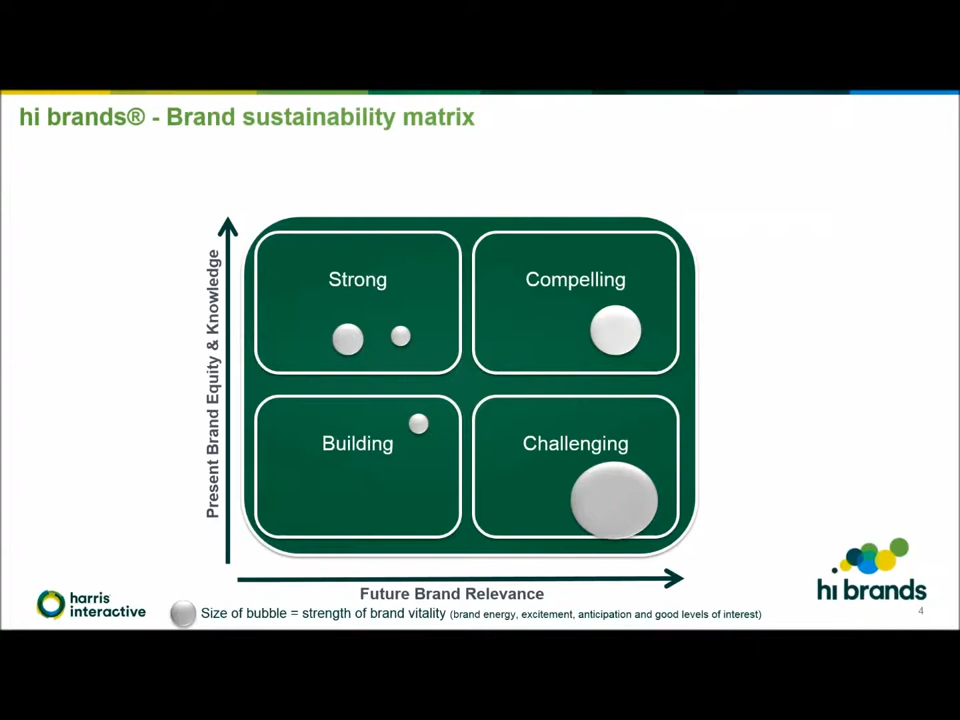 hi brands® - Brand sustainability matrix
Present Brand Equity & Knowledge
Strong
Compelling
Building
Challenging
Future Brand Relevance
harris
interactive
Size of bubble = strength of brand vitality (brand energy, excitement, anticipation and good levels of interest)
hi brands
4